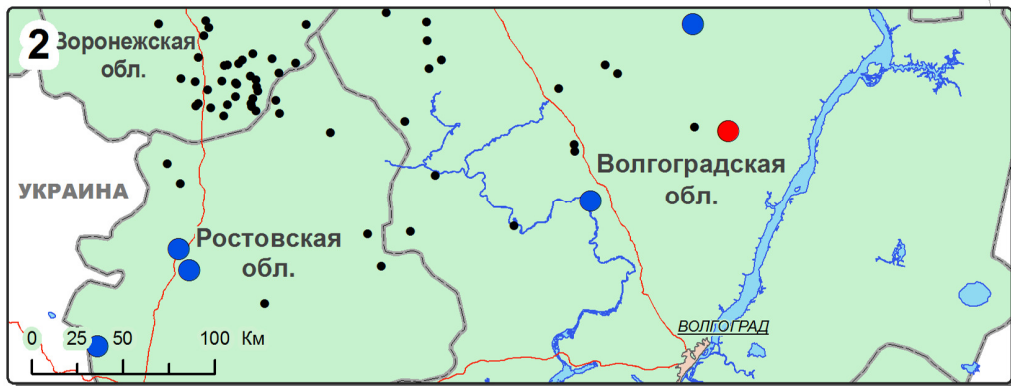 2
Воронежская
обл.
УКРАИНА
Волгоградская
обл.
Ростовская
обл.
ВОЛГОГРАД
0 25 50 100 Км